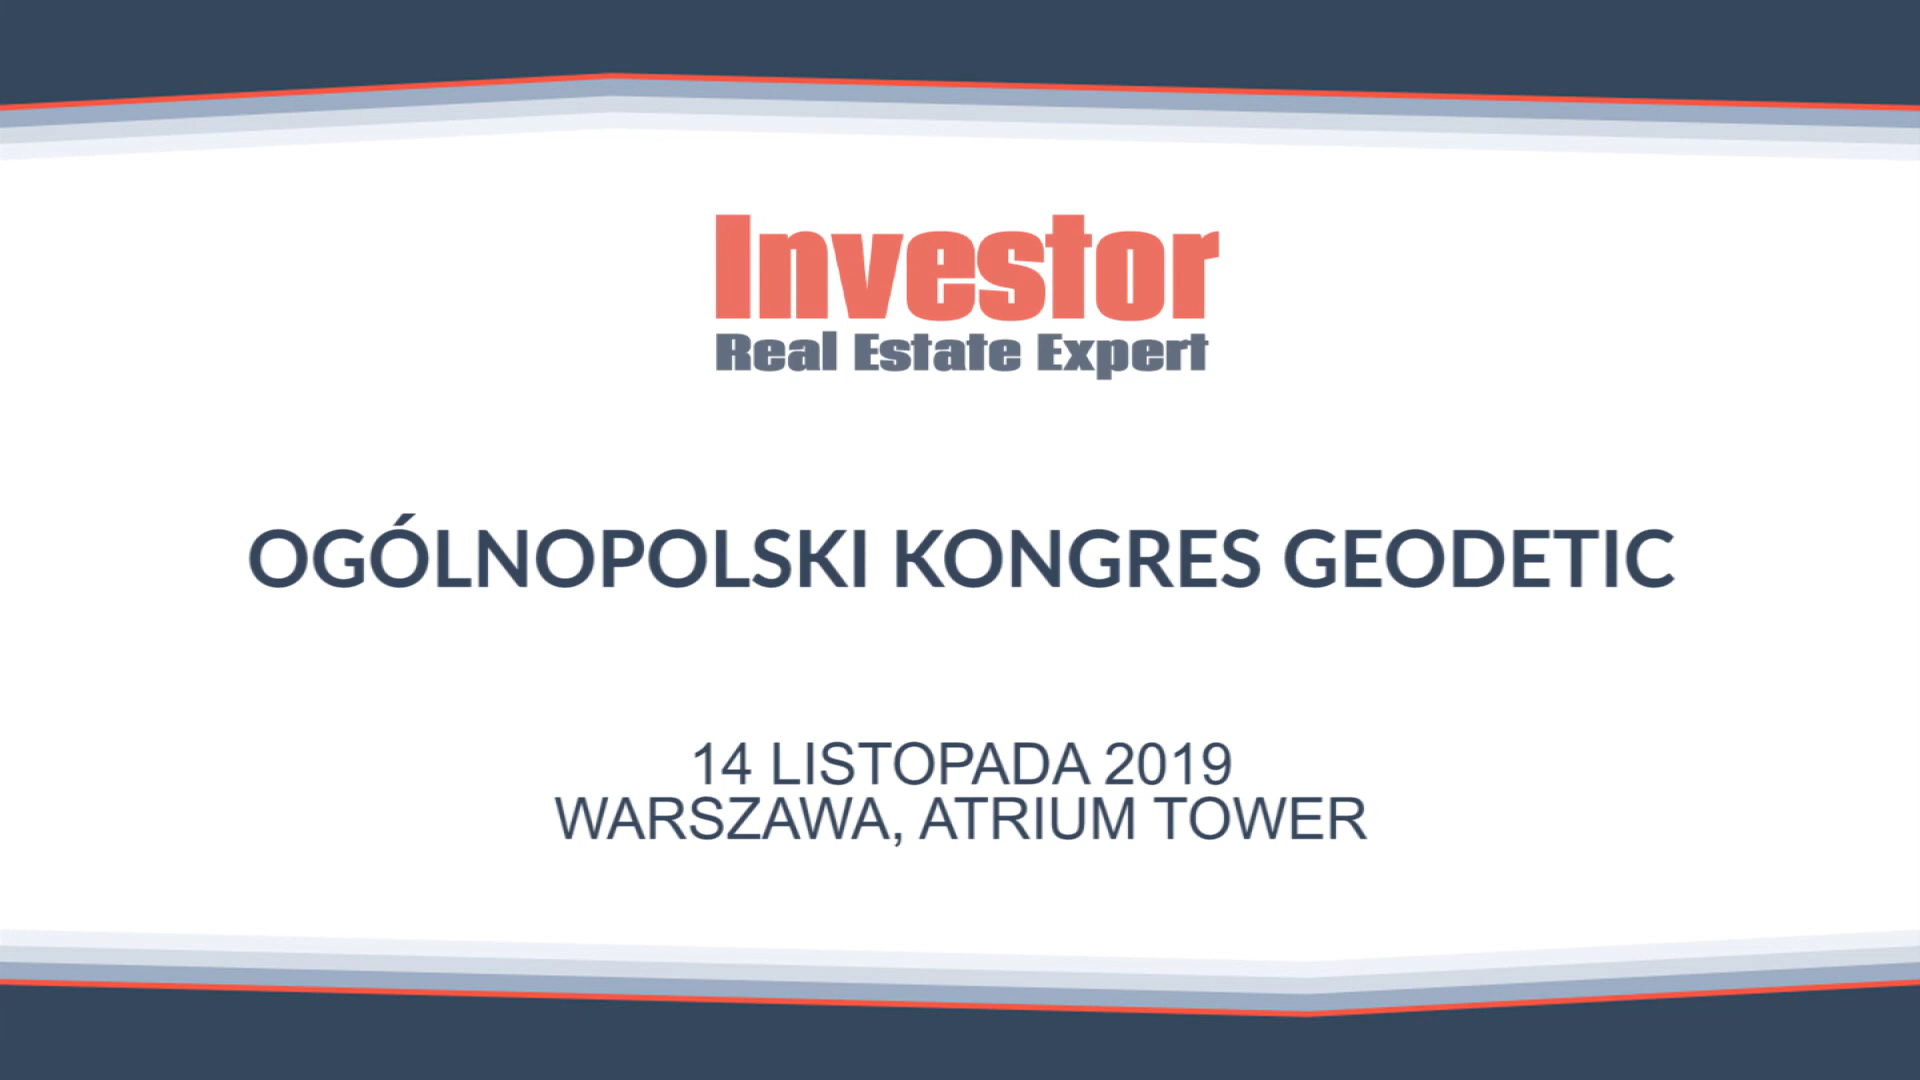 Investor
Real Estate Expert
OGÓLNOPOLSKI KONGRES GEODETIC
14 LISTOPADA 2019
WARSZAWA, ATRIUM TOWER